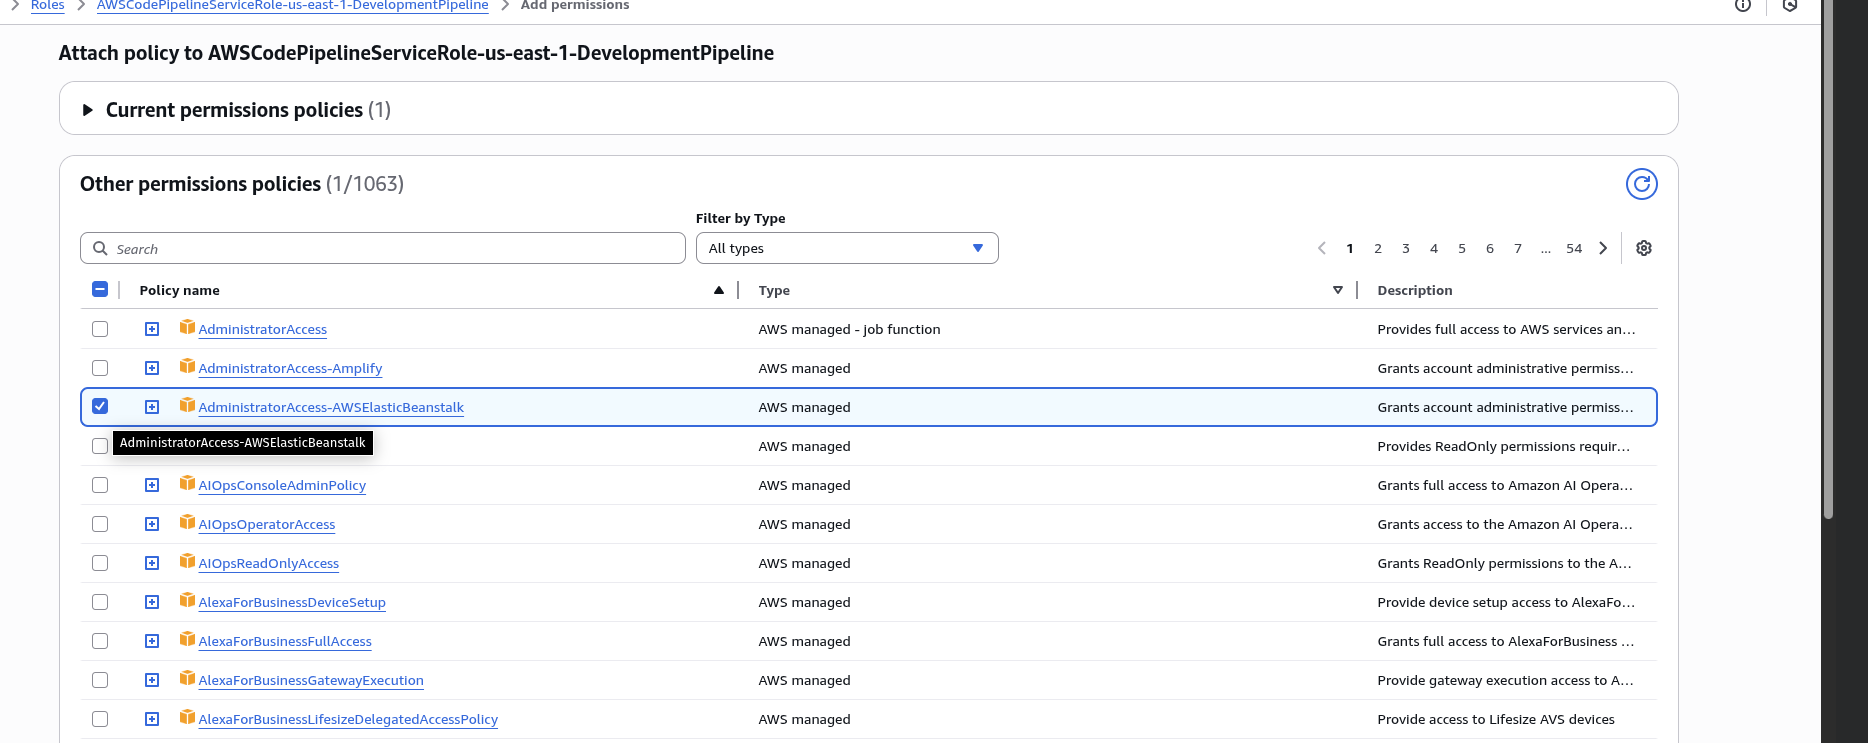 Roles AWSCodePipelineServiceRole-us-east-1-DevelopmentPipeline Add permissions
Attach policy to AWSCodePipelineServiceRole-us-east-1-DevelopmentPipeline
Current permissions policies (1)
Other permissions policies (1/1063)
Filter by Type
Search All types 1 2 3 4 5 6 7 ... 54
Policy name Type Description
AdministratorAccess AWS managed - job function Provides full access to AWS services an...
AdministratorAccess-Amplify AWS managed Grants account administrative permiss...
AdministratorAccess-AWSElasticBeanstalk AWS managed Grants account administrative permiss...
AdministratorAccess-AWSElasticBeanstalk AWS managed Provides ReadOnly permissions requir...
AIOpsConsoleAdminPolicy AWS managed Grants full access to Amazon AI Opera...
AIOpsOperatorAccess AWS managed Grants access to the Amazon AI Opera...
AIOpsReadOnlyAccess AWS managed Grants ReadOnly permissions to the A...
AlexaForBusinessDeviceSetup AWS managed Provide device setup access to AlexaFo...
AlexaForBusinessFullAccess AWS managed Grants full access to AlexaForBusiness ...
AlexaForBusinessGatewayExecution AWS managed Provide gateway execution access to A...
AlexaForBusinessLifesizeDelegatedAccessPolicy AWS managed Provide access to Lifesize AVS devices